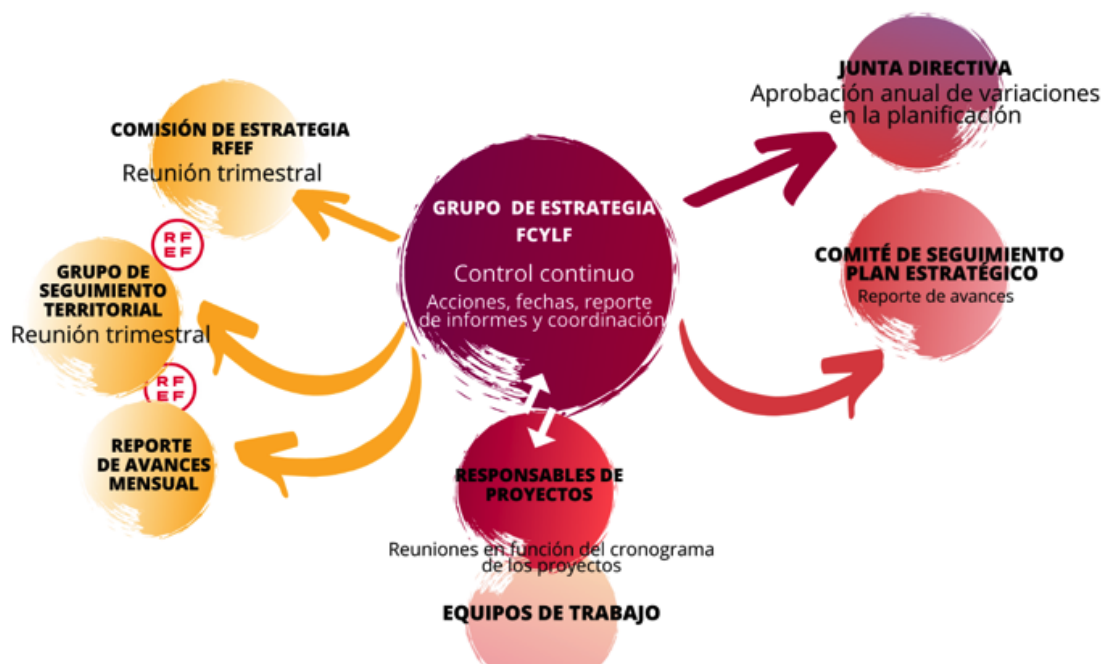 JUNTA DIRECTIVA
Aprobación anual de variaciones
en la planificación
COMISIÓN DE ESTRATEGIA
RFEF
Reunión trimestral
GRUPO DE ESTRATEGIA
FCYLF
Control continuo
Acciones, fechas, reporte
de informes y coordinación
RF
EF
GRUPO DE
SEGUIMIENTO
TERRITORIAL
Reunión trimestral
COMITÉ DE SEGUIMIENTO
PLAN ESTRATÉGICO
Reporte de avances
RF
EF
REPORTE
DE AVANCES
MENSUAL
RESPONSABLES DE
PROYECTOS
Reuniones en función del cronograma
de los proyectos
EQUIPOS DE TRABAJO